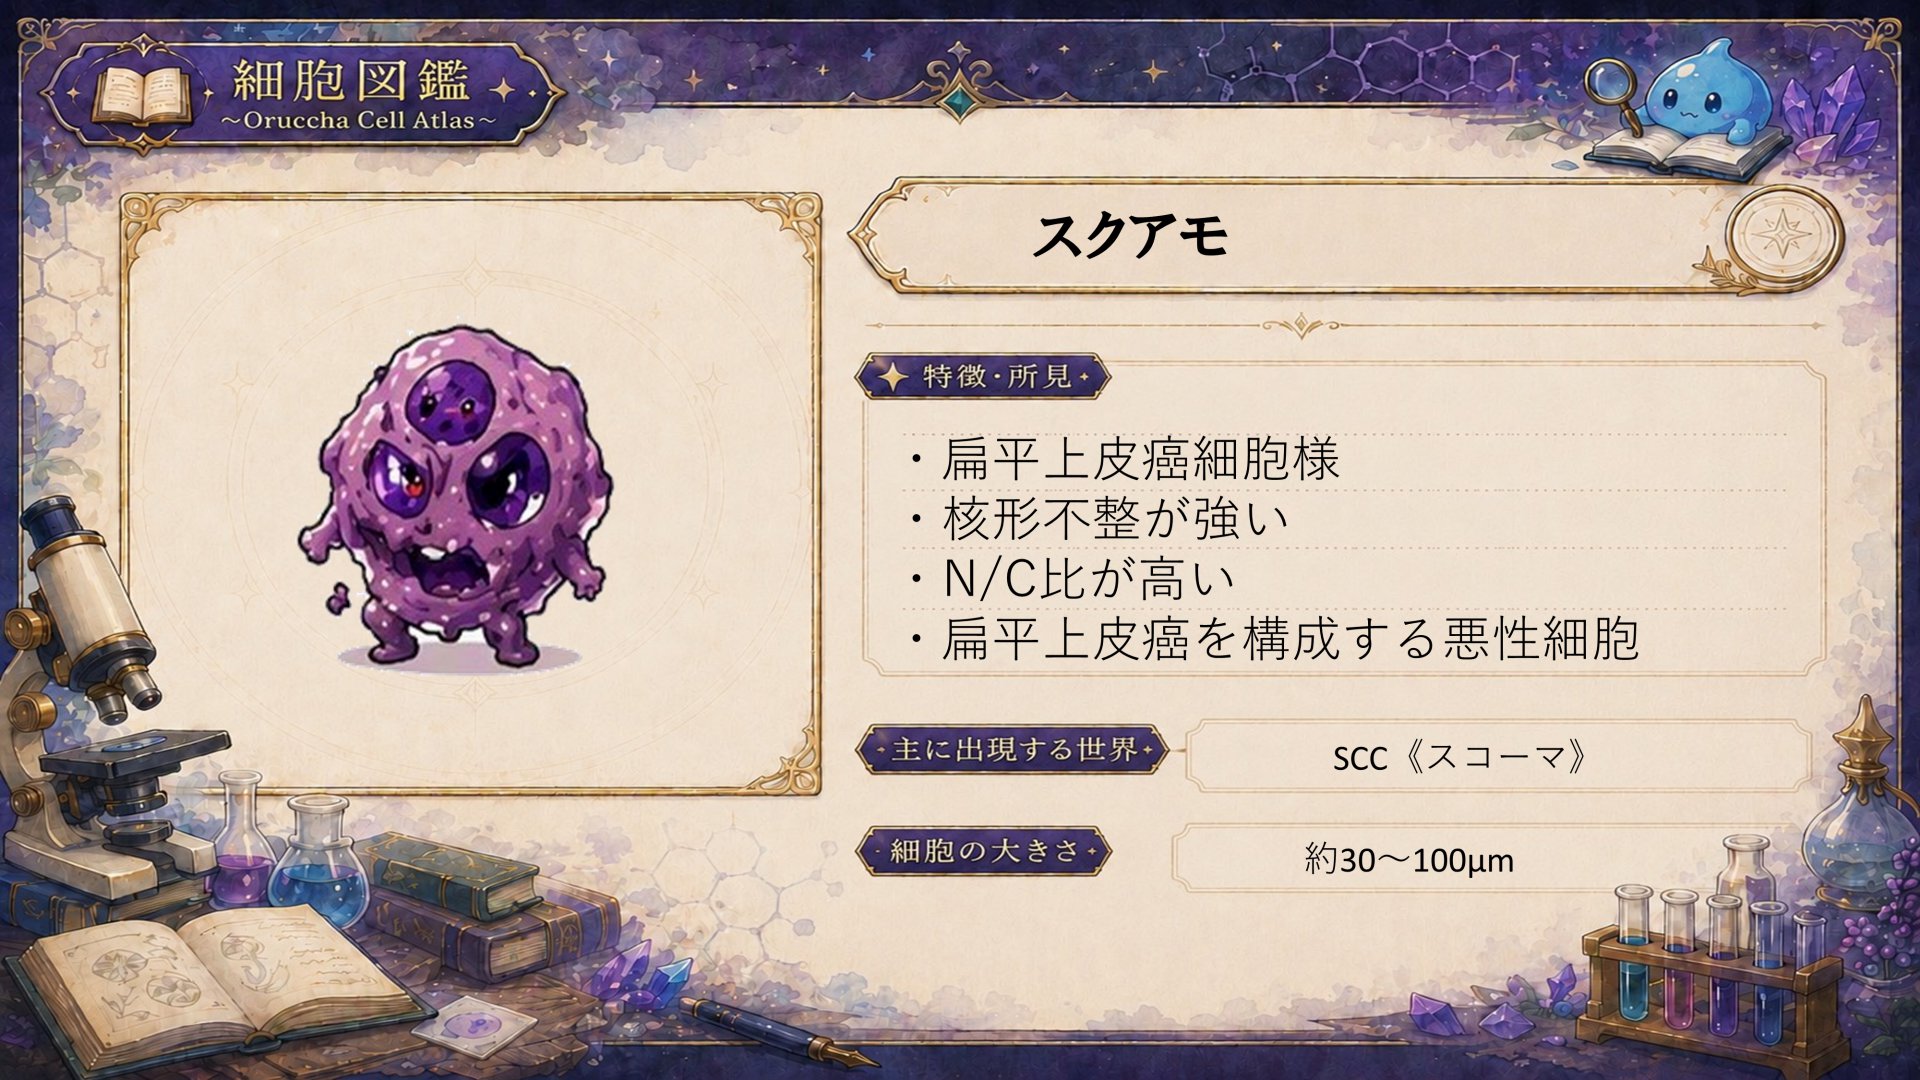 細胞図鑑
～Oruccha Cell Atlas～
スクアモ
特徴・所見
・扁平上皮癌細胞様
・核形不整が強い
・N/C比が高い
・扁平上皮癌を構成する悪性細胞
主に出現する世界
SCC《スコーマ》
細胞の大きさ
約30～100μm